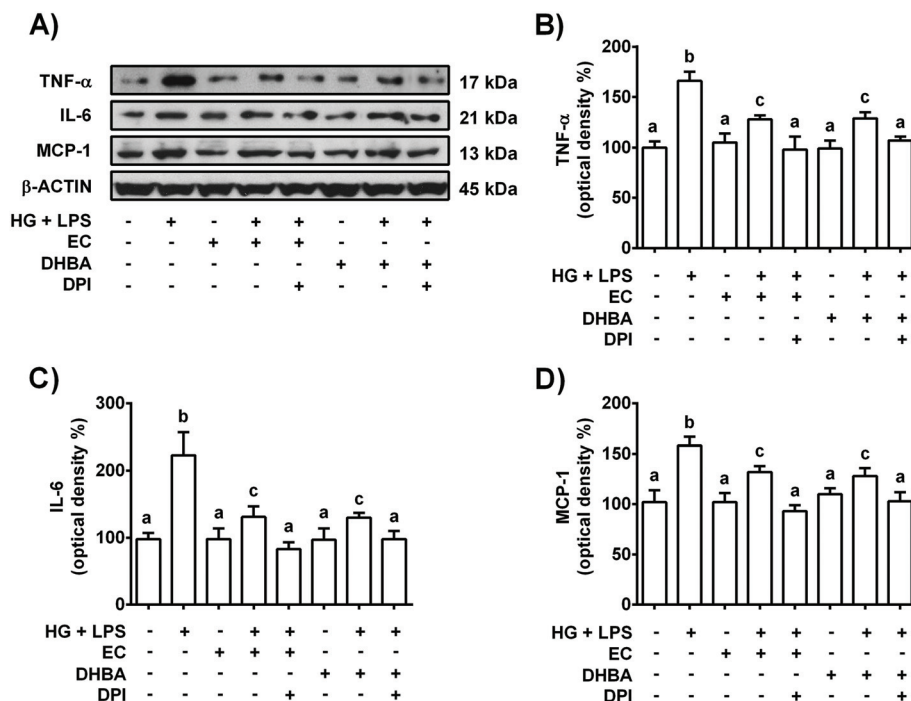 A)
TNF-α 17 kDa
IL-6 21 kDa
MCP-1 13 kDa
β-ACTIN 45 kDa
HG + LPS - + - + + - + +
EC - - + + + - - -
DHBA - - - - - + + +
DPI - - - - + - - +
B)
TNF-α
(optical density %)
200
150
100
50
0
a b a c a a c a
HG + LPS - + - + + - + +
EC - - + + + - - -
DHBA - - - - - + + +
DPI - - - - + - - +
C)
IL-6
(optical density %)
300
200
100
0
a b a c a a c a
HG + LPS - + - + + - + +
EC - - + + + - - -
DHBA - - - - - + + +
DPI - - - - + - - +
D)
MCP-1
(optical density %)
200
150
100
50
0
a b a c a a c a
HG + LPS - + - + + - + +
EC - - + + + - - -
DHBA - - - - - + + +
DPI - - - - + - - +